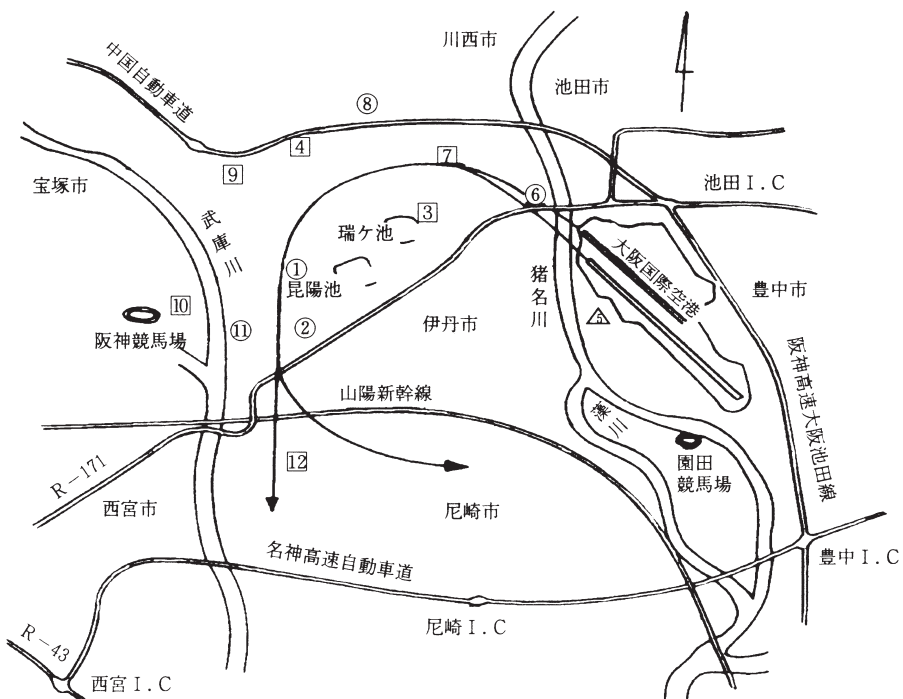 川西市
中国自動車道
⑧
池田市
4
7
9
宝塚市
池田I.C
⑥
武庫川
3
瑞ケ池
大阪国際空港
①
昆陽池
猪名川
豊中市
10
阪神競馬場
⑪
②
伊丹市
5
阪神高速大阪池田線
山陽新幹線
藻川
園田
競馬場
12
R-171
西宮市
尼崎市
名神高速自動車道
豊中I.C
尼崎I.C
R-43
西宮I.C